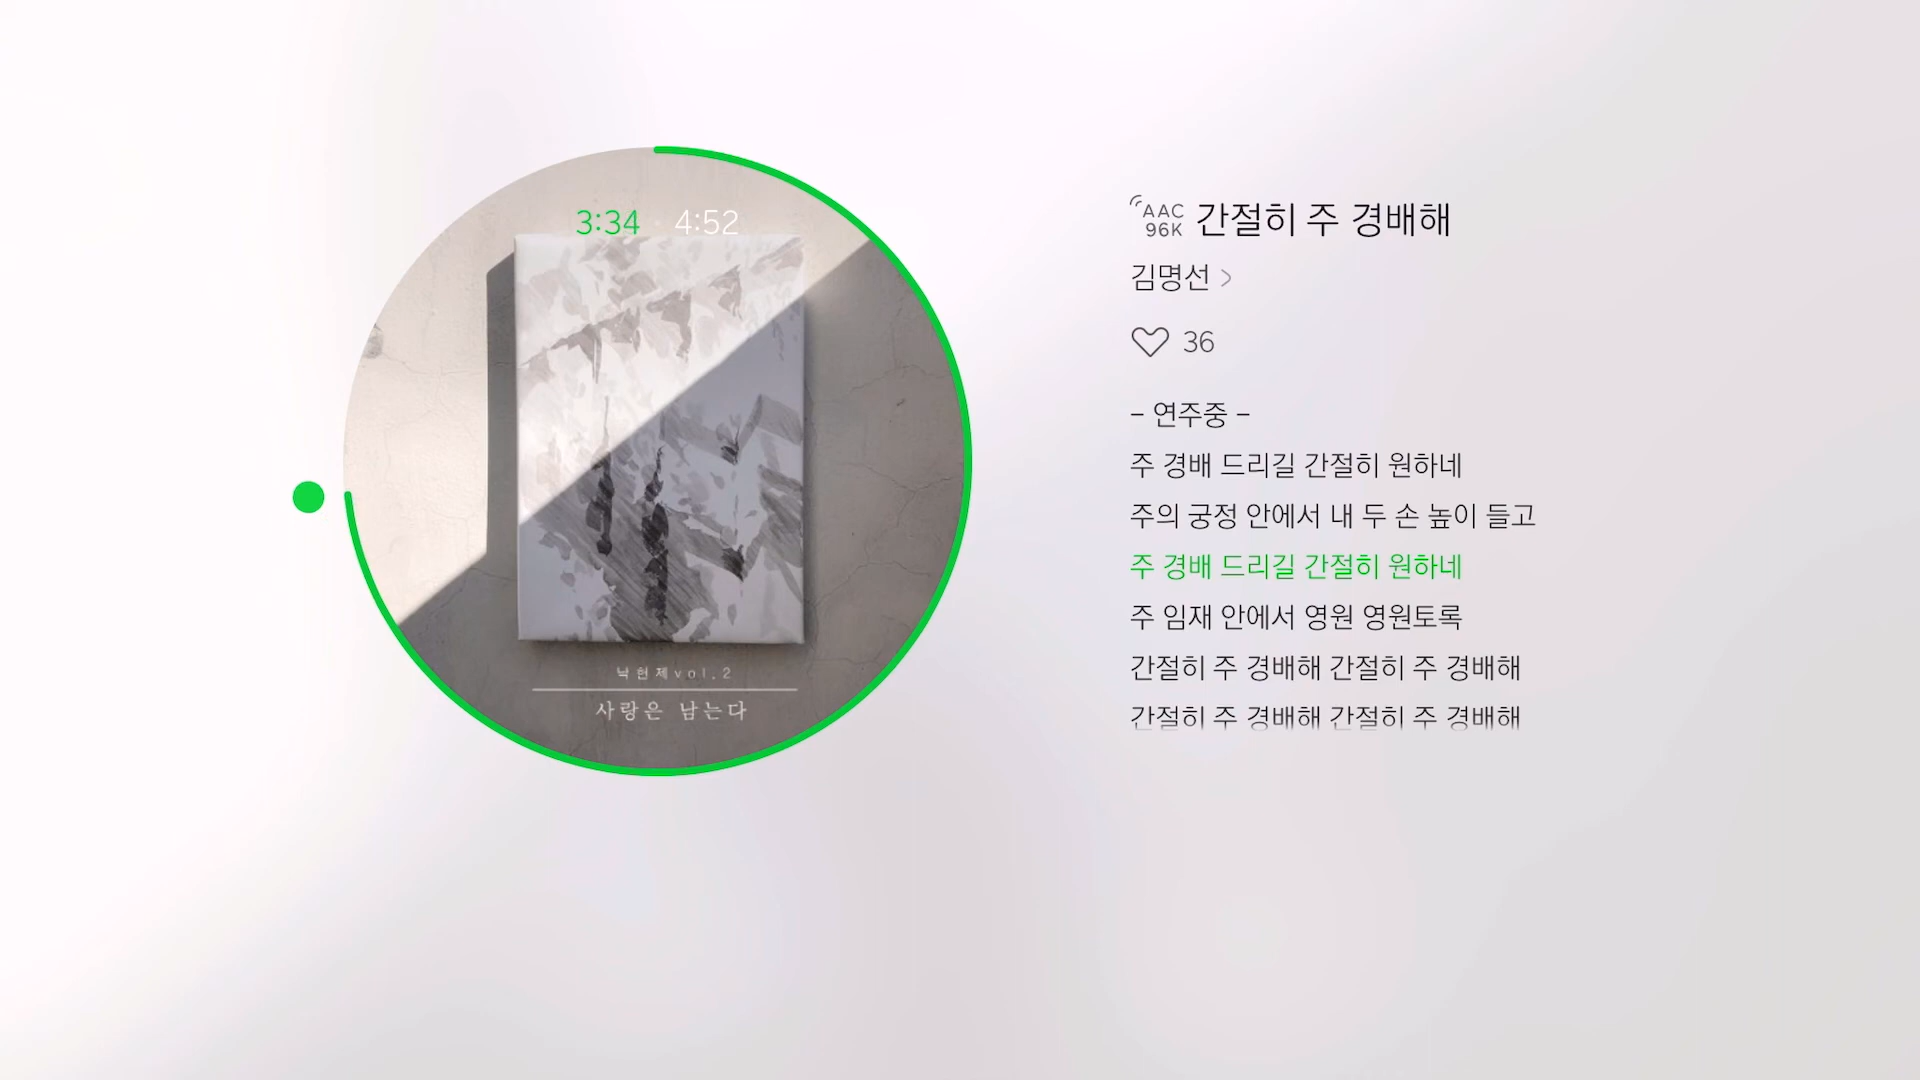 3:34 · 4:52
낙헌제vol.2
사랑은 남는다
AAC
96K
간절히 주 경배해
김명선 >
36
– 연주중 –
주 경배 드리길 간절히 원하네
주의 궁정 안에서 내 두 손 높이 들고
주 경배 드리길 간절히 원하네
주 임재 안에서 영원 영원토록
간절히 주 경배해 간절히 주 경배해
간절히 주 경배해 간절히 주 경배해